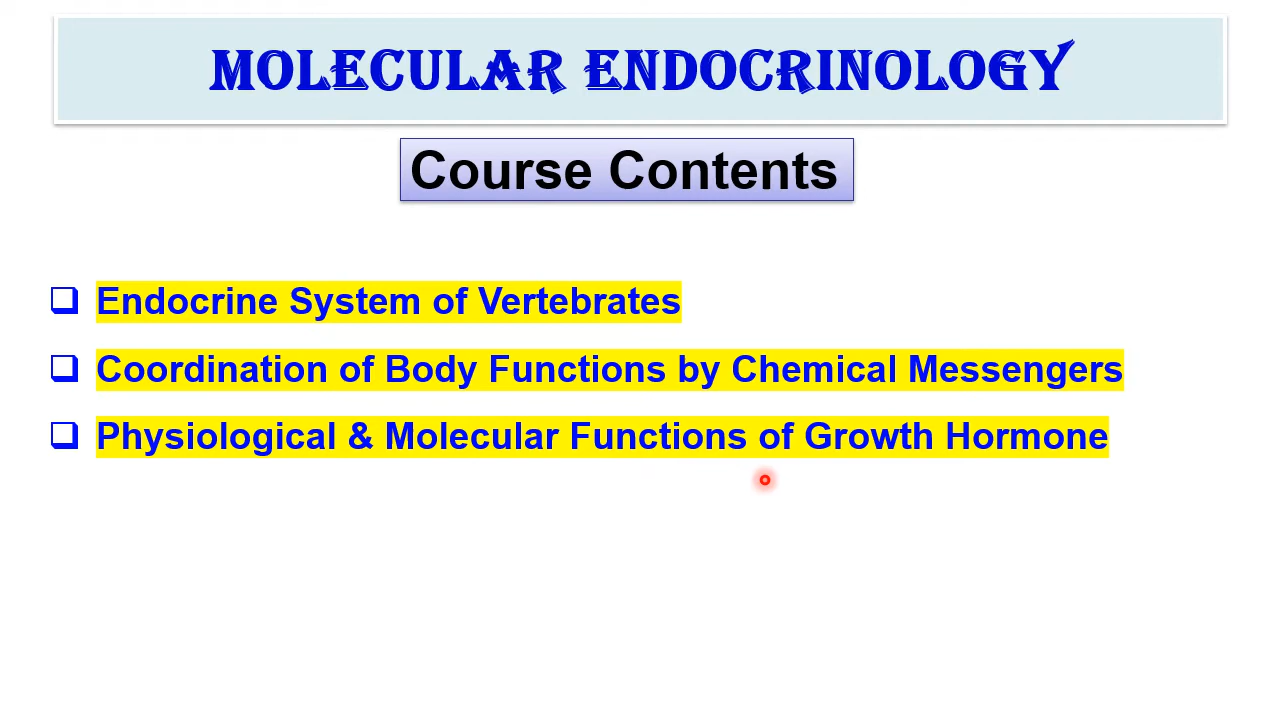 MOLECULAR ENDOCRINOLOGY
Course Contents
❑ Endocrine System of Vertebrates
❑ Coordination of Body Functions by Chemical Messengers
❑ Physiological & Molecular Functions of Growth Hormone